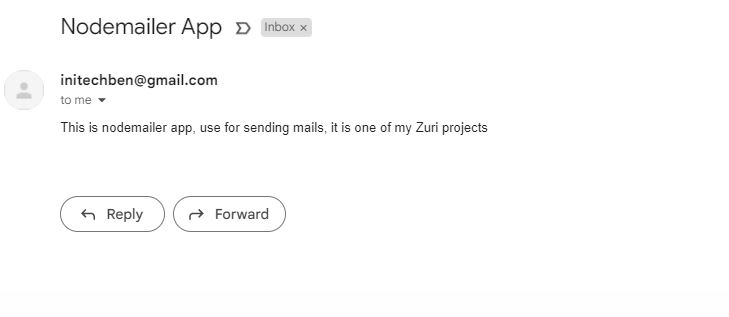 Nodemailer App Inbox ×
initechben@gmail.com
to me
This is nodemailer app, use for sending mails, it is one of my Zuri projects
Reply Forward